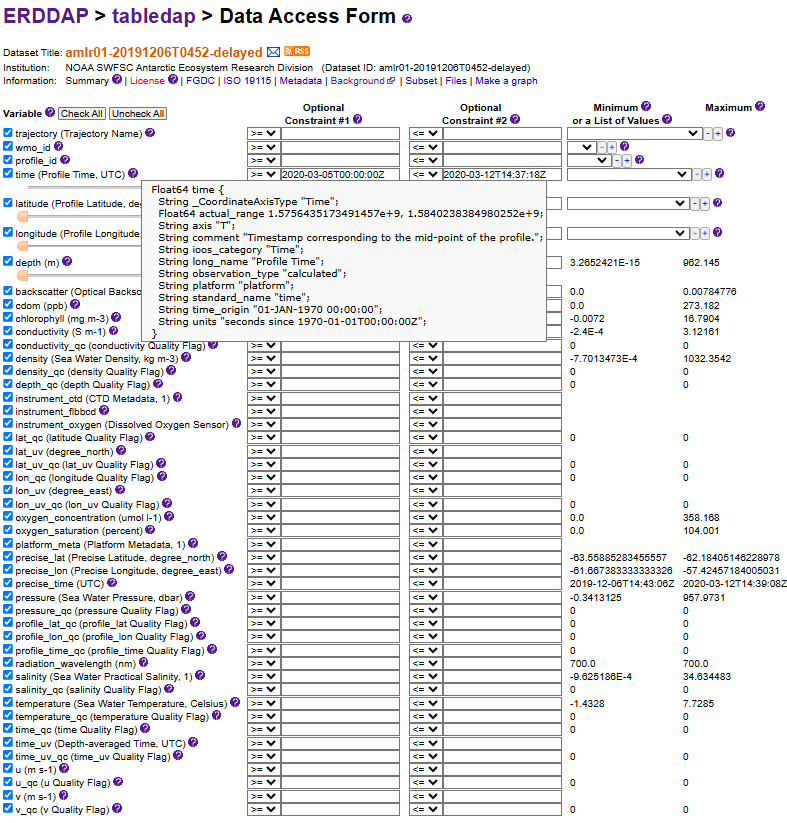 ERDDAP > tabledap > Data Access Form
Dataset Title: amlr01-20191206T0452-delayed RSS
Institution: NOAA SWFSC Antarctic Ecosystem Research Division (Dataset ID: amlr01-20191206T0452-delayed)
Information: Summary | License | FGDC | ISO 19115 | Metadata | Background | Subset | Files | Make a graph
Variable Check All Uncheck All Optional Constraint #1 Optional Constraint #2 Minimum or a List of Values Maximum
trajectory (Trajectory Name) >= <= - +
wmo_id >= <= - +
profile_id >= <= - +
time (Profile Time, UTC) >= 2020-03-05T00:00:00Z <= 2020-03-12T14:37:18Z - +
Float64 time {
String _CoordinateAxisType "Time";
Float64 actual_range 1.5756435173491457e+9, 1.5840238384980252e+9;
String axis "T";
String comment "Timestamp corresponding to the mid-point of the profile.";
String ioos_category "Time";
String long_name "Profile Time";
String observation_type "calculated";
String platform "platform";
String standard_name "time";
String time_origin "01-JAN-1970 00:00:00";
String units "seconds since 1970-01-01T00:00:00Z";
}
latitude (Profile Latitude, deg - +
longitude (Profile Longitude, - +
depth (m) 3.2652421E-15 962.145
backscatter (Optical Backsc 0.0 0.00784776
cdom (ppb) 0.0 273.182
chlorophyll (mg m-3) -0.0072 16.7904
conductivity (S m-1) -2.4E-4 3.12161
conductivity_qc (conductivity Quality Flag) >= <= 0 0
density (Sea Water Density, kg m-3) >= <= -7.7013473E-4 1032.3542
density_qc (density Quality Flag) >= <= 0 0
depth_qc (depth Quality Flag) >= <= 0 0
instrument_ctd (CTD Metadata, 1) >= <=
instrument_flbbcd >= <=
instrument_oxygen (Dissolved Oxygen Sensor) >= <=
lat_qc (latitude Quality Flag) >= <= 0 0
lat_uv (degree_north) >= <=
lat_uv_qc (lat_uv Quality Flag) >= <= 0 0
lon_qc (longitude Quality Flag) >= <= 0 0
lon_uv (degree_east) >= <=
lon_uv_qc (lon_uv Quality Flag) >= <= 0 0
oxygen_concentration (umol l-1) >= <= 0.0 358.168
oxygen_saturation (percent) >= <= 0.0 104.001
platform_meta (Platform Metadata, 1) >= <=
precise_lat (Precise Latitude, degree_north) >= <= -63.55885283455557 -62.18405146228978
precise_lon (Precise Longitude, degree_east) >= <= -61.667383333333326 -57.42457184005031
precise_time (UTC) >= <= 2019-12-06T14:43:06Z 2020-03-12T14:39:08Z
pressure (Sea Water Pressure, dbar) >= <= -0.3413125 957.9731
pressure_qc (pressure Quality Flag) >= <= 0 0
profile_lat_qc (profile_lat Quality Flag) >= <= 0 0
profile_lon_qc (profile_lon Quality Flag) >= <= 0 0
profile_time_qc (profile_time Quality Flag) >= <= 0 0
radiation_wavelength (nm) >= <= 700.0 700.0
salinity (Sea Water Practical Salinity, 1) >= <= -9.625186E-4 34.634483
salinity_qc (salinity Quality Flag) >= <= 0 0
temperature (Sea Water Temperature, Celsius) >= <= -1.4328 7.7285
temperature_qc (temperature Quality Flag) >= <= 0 0
time_qc (time Quality Flag) >= <= 0 0
time_uv (Depth-averaged Time, UTC) >= <=
time_uv_qc (time_uv Quality Flag) >= <= 0 0
u (m s-1) >= <=
u_qc (u Quality Flag) >= <= 0 0
v (m s-1) >= <=
v_qc (v Quality Flag) >= <= 0 0